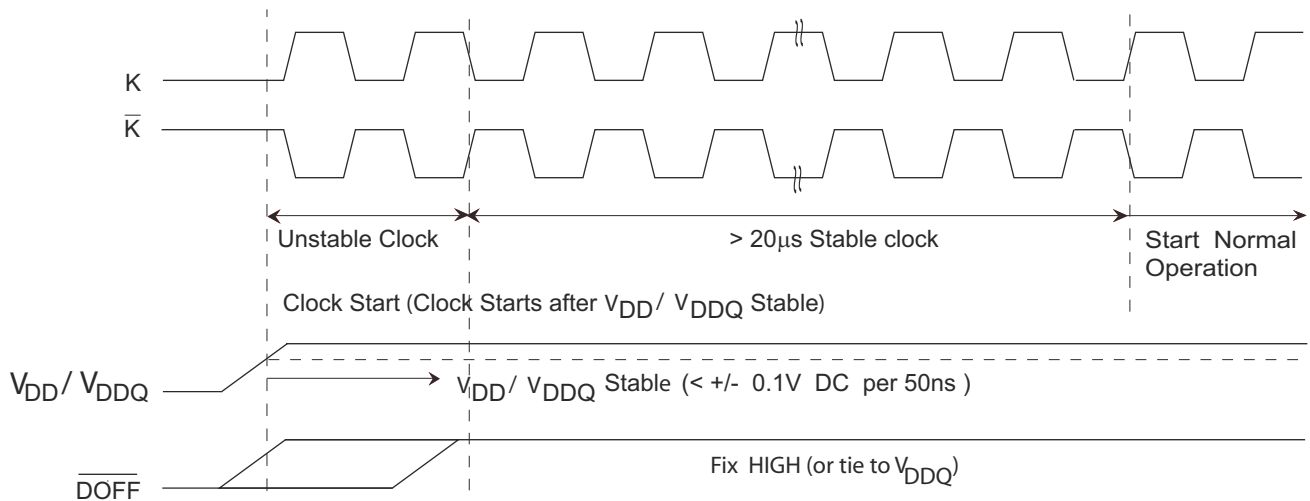 K
K̅
Unstable Clock
> 20μs Stable clock
Start Normal
Operation
Clock Start (Clock Starts after VDD / VDDQ Stable)
VDD / VDDQ
VDD / VDDQ Stable (< +/- 0.1V DC per 50ns )
DOFF
Fix HIGH (or tie to VDDQ)